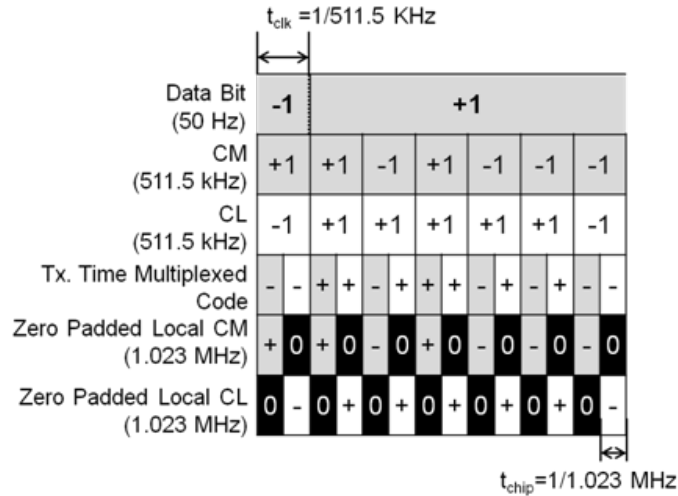 t_clk =1/511.5 KHz
Data Bit
(50 Hz)
-1 +1
CM
(511.5 kHz)
+1 +1 -1 +1 -1 -1 -1
CL
(511.5 kHz)
-1 +1 +1 +1 +1 +1 -1
Tx. Time Multiplexed
Code
- - + + - + + + - + - + - -
Zero Padded Local CM
(1.023 MHz)
+ 0 + 0 - 0 + 0 - 0 - 0 - 0
Zero Padded Local CL
(1.023 MHz)
0 - 0 + 0 + 0 + 0 + 0 + 0 -
t_chip=1/1.023 MHz